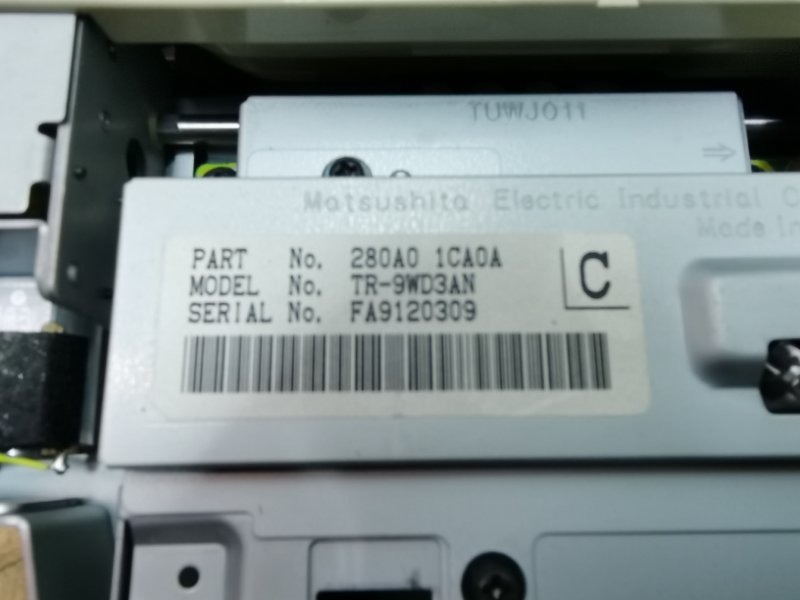 TUWJ011
Matsushita Electric Industrial C
Made in
PART No. 280A0 1CA0A
MODEL No. TR-9WD3AN
SERIAL No. FA9120309
C